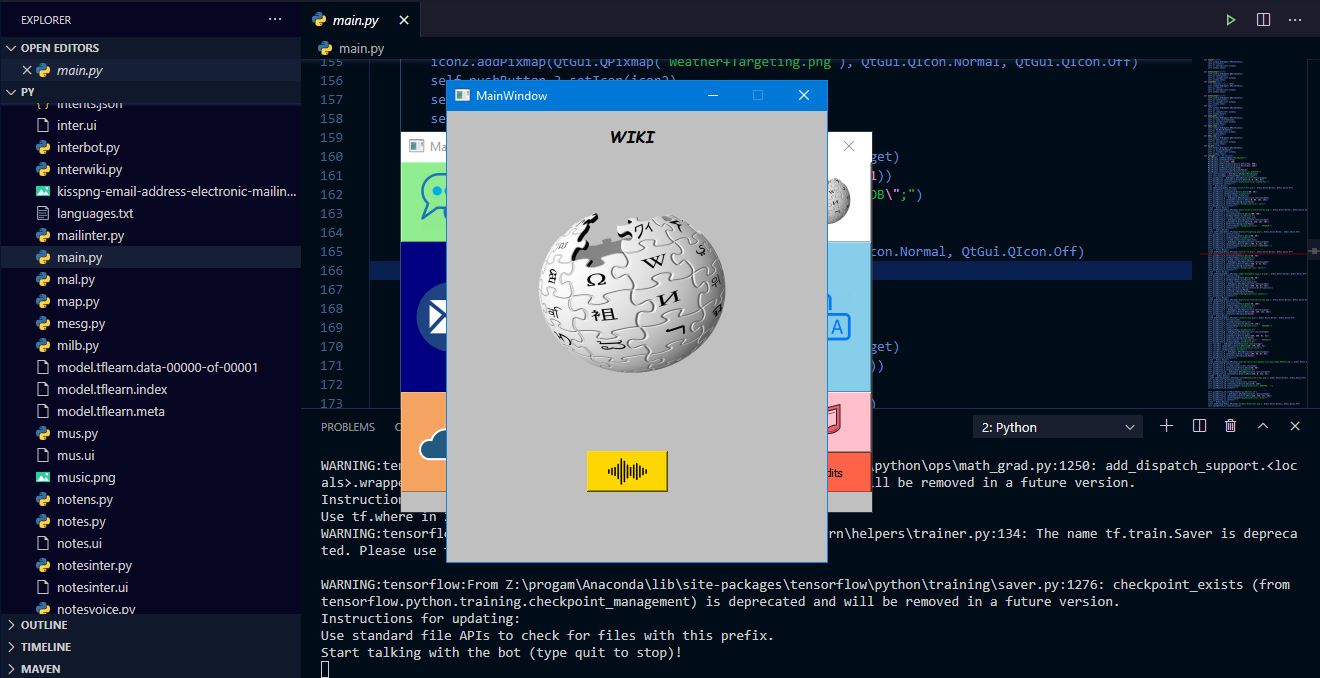 EXPLORER
OPEN EDITORS
main.py
PY
intents.json
inter.ui
interbot.py
interwiki.py
kisspng-email-address-electronic-mailin...
languages.txt
mailinter.py
main.py
mal.py
map.py
mesg.py
milb.py
model.tflearn.data-00000-of-00001
model.tflearn.index
model.tflearn.meta
mus.py
mus.ui
music.png
notens.py
notes.py
notes.ui
notesinter.py
notesinter.ui
notesvoice.py
OUTLINE
TIMELINE
MAVEN
main.py
main.py
155 icon2.addPixmap(QtGui.QPixmap("Weather+Targeting.png"), QtGui.QIcon.Normal, QtGui.QIcon.Off)
156 self.pushButton_2.setIcon(icon2)
157 se
158 se
159
160 get)
161 1))
162 OB\";")
163
164
165 con.Normal, QtGui.QIcon.Off)
166
167
168
169
170 get)
171 ))
172
173 )
MainWindow
WIKI
Ma
Ω W И
祖
A
dits
PROBLEMS
2: Python
WARNING:ten \python\ops\math_grad.py:1250: add_dispatch_support.<loc
als>.wrappe ill be removed in a future version.
Instruction
Use tf.where in
WARNING:tensorfl rn\helpers\trainer.py:134: The name tf.train.Saver is depreca
ted. Please use
WARNING:tensorflow:From Z:\progam\Anaconda\lib\site-packages\tensorflow\python\training\saver.py:1276: checkpoint_exists (from
tensorflow.python.training.checkpoint_management) is deprecated and will be removed in a future version.
Instructions for updating:
Use standard file APIs to check for files with this prefix.
Start talking with the bot (type quit to stop)!